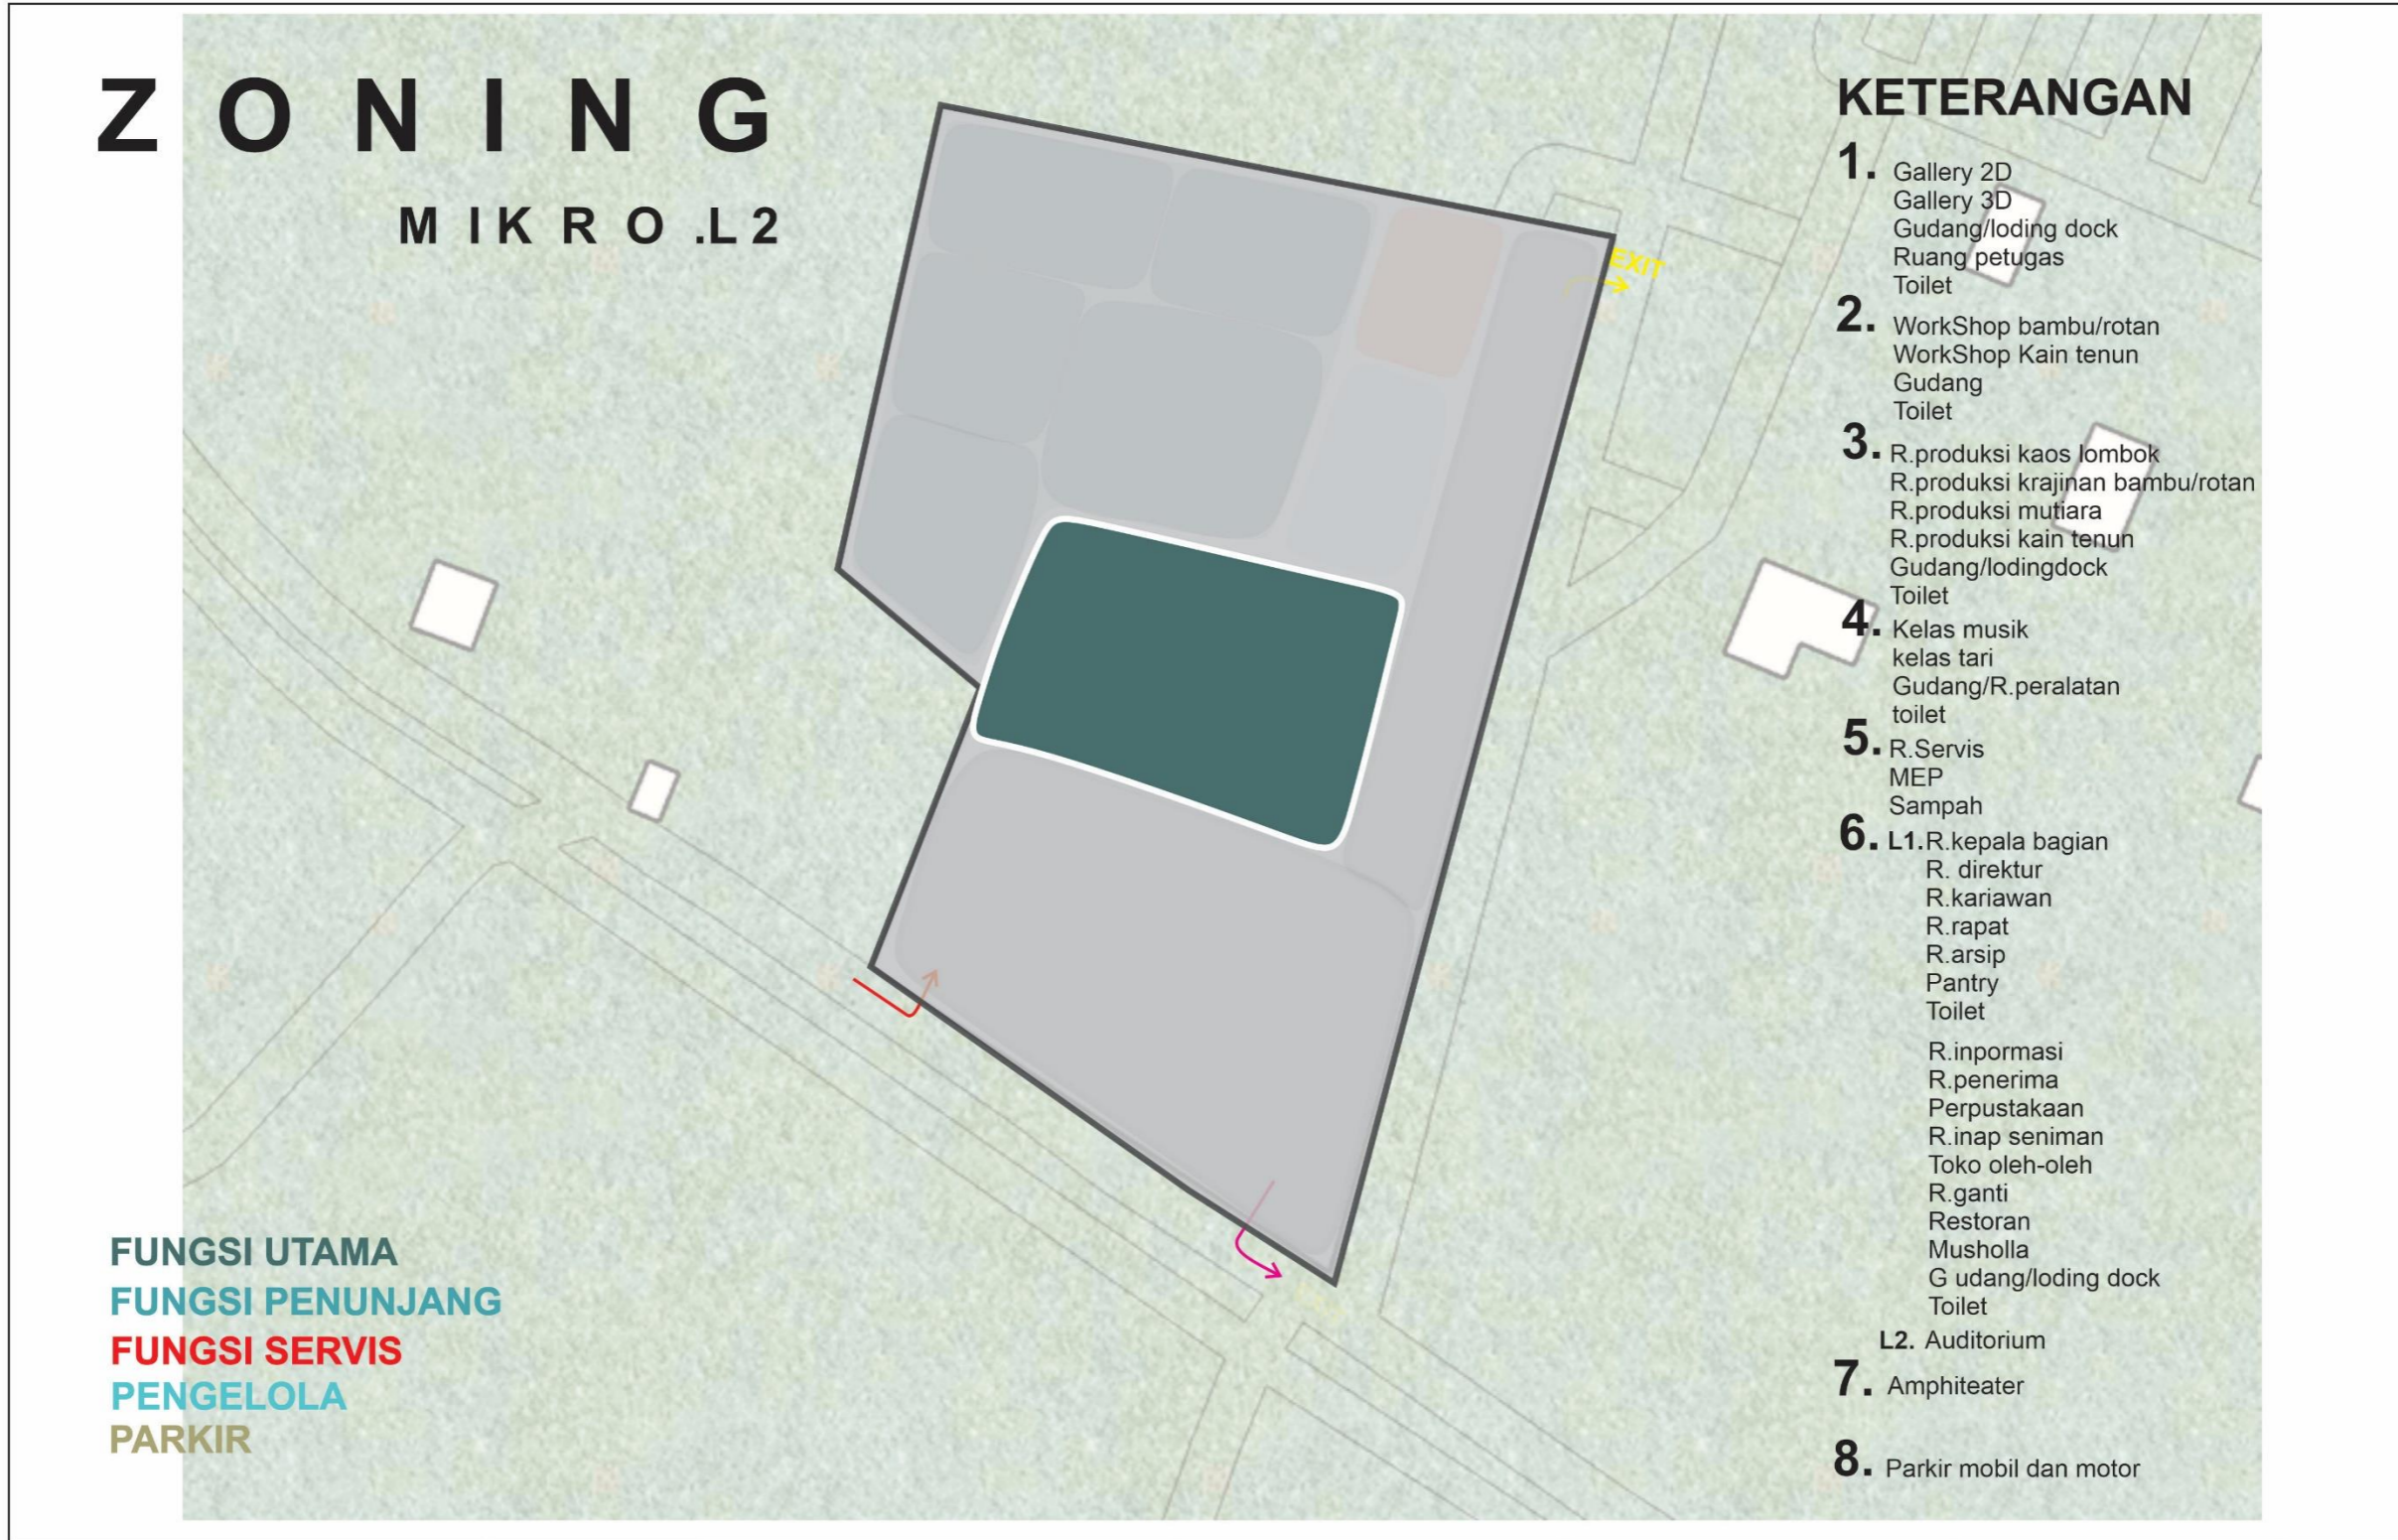 ZONING
MIKRO.L2
EXIT
KETERANGAN
1. Gallery 2D
Gallery 3D
Gudang/loding dock
Ruang petugas
Toilet
2. WorkShop bambu/rotan
WorkShop Kain tenun
Gudang
Toilet
3. R.produksi kaos lombok
R.produksi krajinan bambu/rotan
R.produksi mutiara
R.produksi kain tenun
Gudang/lodingdock
Toilet
4. Kelas musik
kelas tari
Gudang/R.peralatan
toilet
5. R.Servis
MEP
Sampah
6. L1.R.kepala bagian
R. direktur
R.kariawan
R.rapat
R.arsip
Pantry
Toilet
R.inpormasi
R.penerima
Perpustakaan
R.inap seniman
Toko oleh-oleh
R.ganti
Restoran
Musholla
G udang/loding dock
Toilet
L2. Auditorium
7. Amphiteater
8. Parkir mobil dan motor
FUNGSI UTAMA
FUNGSI PENUNJANG
FUNGSI SERVIS
PENGELOLA
PARKIR